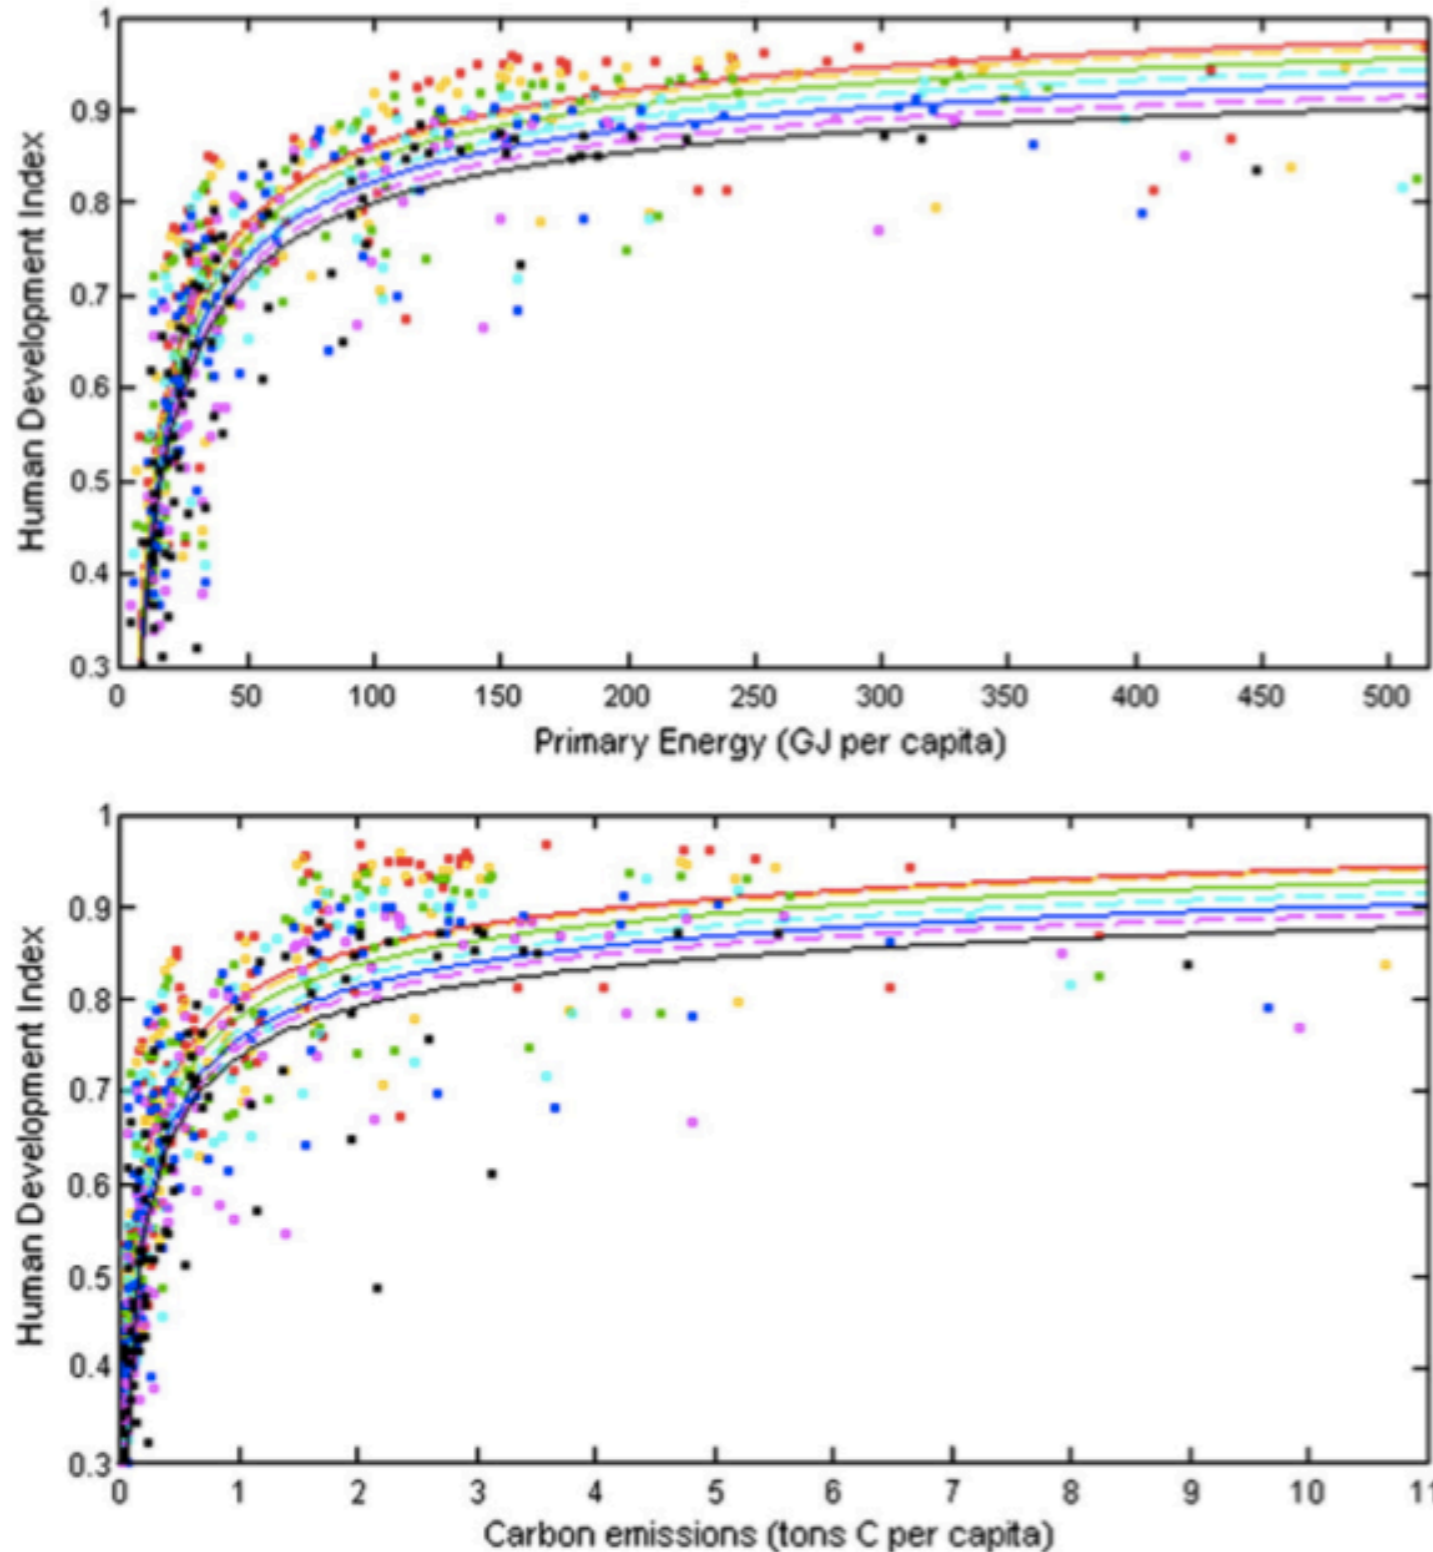 1
0.9
0.8
0.7
0.6
0.5
0.4
0.3
Human Development Index
0 50 100 150 200 250 300 350 400 450 500
Primary Energy (GJ per capita)
1
0.9
0.8
0.7
0.6
0.5
0.4
0.3
Human Development Index
0 1 2 3 4 5 6 7 8 9 10 11
Carbon emissions (tons C per capita)